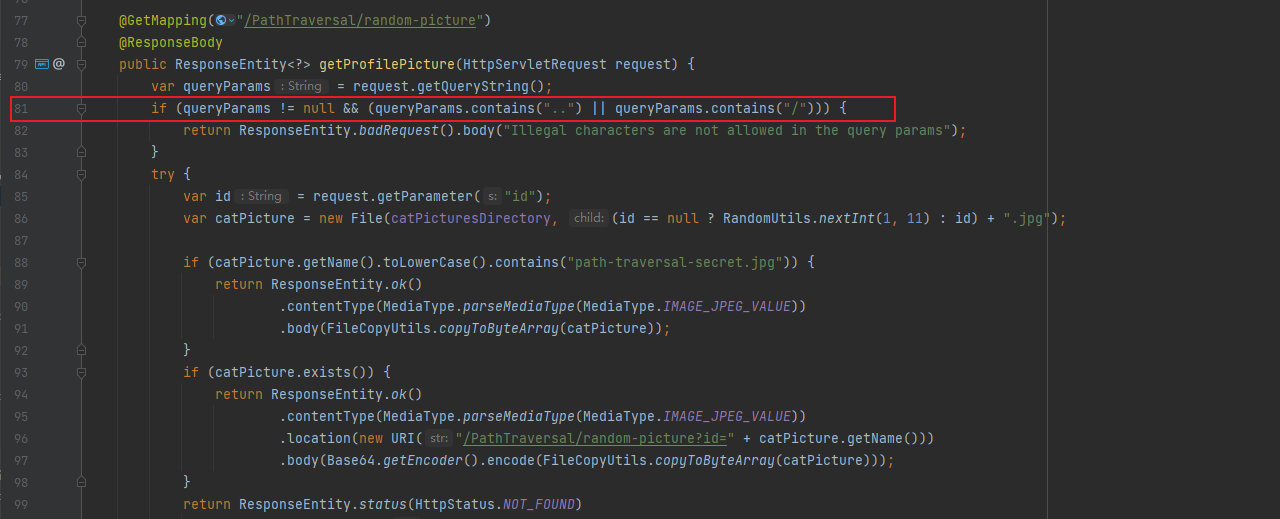 77 @GetMapping("/PathTraversal/random-picture")
78 @ResponseBody
79 @ public ResponseEntity<?> getProfilePicture(HttpServletRequest request) {
80 var queryParams : String = request.getQueryString();
81 if (queryParams != null && (queryParams.contains("..") || queryParams.contains("/"))) {
82 return ResponseEntity.badRequest().body("Illegal characters are not allowed in the query params");
83 }
84 try {
85 var id : String = request.getParameter( s: "id");
86 var catPicture = new File(catPicturesDirectory, child: (id == null ? RandomUtils.nextInt(1, 11) : id) + ".jpg");
87
88 if (catPicture.getName().toLowerCase().contains("path-traversal-secret.jpg")) {
89 return ResponseEntity.ok()
90 .contentType(MediaType.parseMediaType(MediaType.IMAGE_JPEG_VALUE))
91 .body(FileCopyUtils.copyToByteArray(catPicture));
92 }
93 if (catPicture.exists()) {
94 return ResponseEntity.ok()
95 .contentType(MediaType.parseMediaType(MediaType.IMAGE_JPEG_VALUE))
96 .location(new URI( str: "/PathTraversal/random-picture?id=" + catPicture.getName()))
97 .body(Base64.getEncoder().encode(FileCopyUtils.copyToByteArray(catPicture)));
98 }
99 return ResponseEntity.status(HttpStatus.NOT_FOUND)